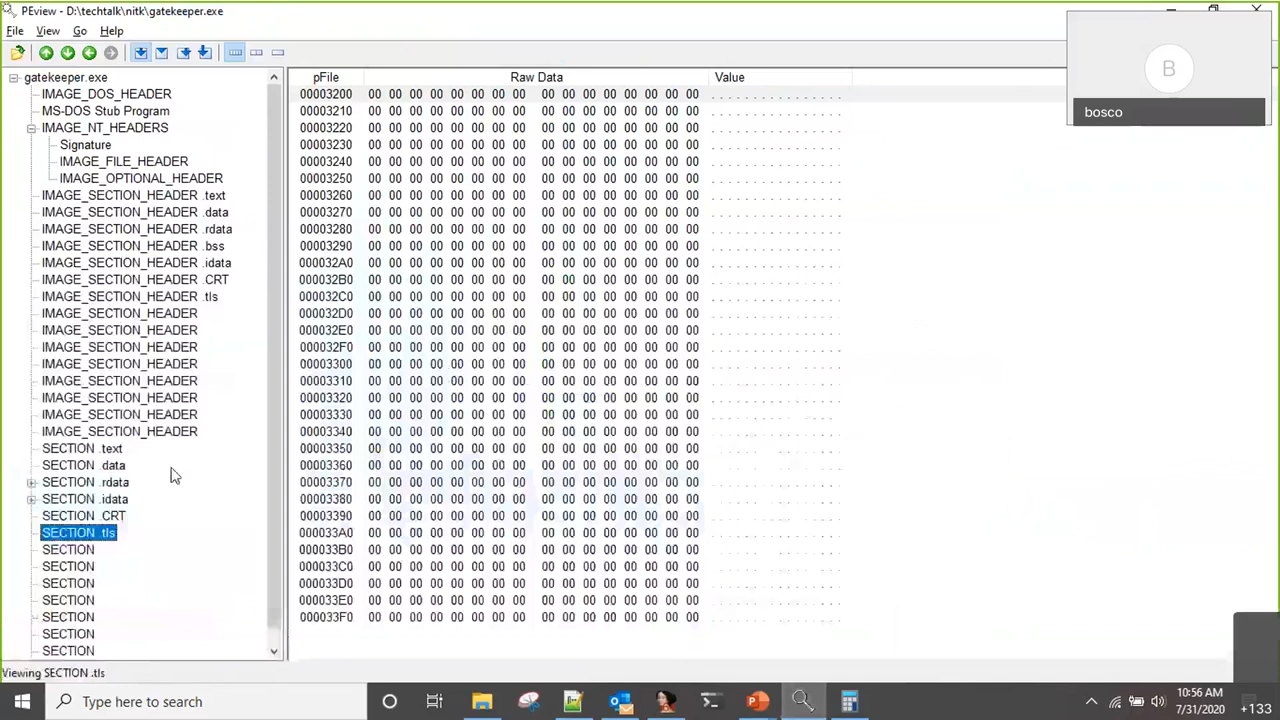 PEview - D:\techtalk\nitk\gatekeeper.exe
File View Go Help
B
bosco
gatekeeper.exe
IMAGE_DOS_HEADER
MS-DOS Stub Program
IMAGE_NT_HEADERS
Signature
IMAGE_FILE_HEADER
IMAGE_OPTIONAL_HEADER
IMAGE_SECTION_HEADER .text
IMAGE_SECTION_HEADER .data
IMAGE_SECTION_HEADER .rdata
IMAGE_SECTION_HEADER .bss
IMAGE_SECTION_HEADER .idata
IMAGE_SECTION_HEADER .CRT
IMAGE_SECTION_HEADER .tls
IMAGE_SECTION_HEADER
IMAGE_SECTION_HEADER
IMAGE_SECTION_HEADER
IMAGE_SECTION_HEADER
IMAGE_SECTION_HEADER
IMAGE_SECTION_HEADER
IMAGE_SECTION_HEADER
IMAGE_SECTION_HEADER
SECTION .text
SECTION .data
SECTION .rdata
SECTION .idata
SECTION .CRT
SECTION .tls
SECTION
SECTION
SECTION
SECTION
SECTION
SECTION
SECTION
pFile Raw Data Value
00003200 00 00 00 00 00 00 00 00 00 00 00 00 00 00 00 00 ................
00003210 00 00 00 00 00 00 00 00 00 00 00 00 00 00 00 00 ................
00003220 00 00 00 00 00 00 00 00 00 00 00 00 00 00 00 00 ................
00003230 00 00 00 00 00 00 00 00 00 00 00 00 00 00 00 00 ................
00003240 00 00 00 00 00 00 00 00 00 00 00 00 00 00 00 00 ................
00003250 00 00 00 00 00 00 00 00 00 00 00 00 00 00 00 00 ................
00003260 00 00 00 00 00 00 00 00 00 00 00 00 00 00 00 00 ................
00003270 00 00 00 00 00 00 00 00 00 00 00 00 00 00 00 00 ................
00003280 00 00 00 00 00 00 00 00 00 00 00 00 00 00 00 00 ................
00003290 00 00 00 00 00 00 00 00 00 00 00 00 00 00 00 00 ................
000032A0 00 00 00 00 00 00 00 00 00 00 00 00 00 00 00 00 ................
000032B0 00 00 00 00 00 00 00 00 00 00 00 00 00 00 00 00 ................
000032C0 00 00 00 00 00 00 00 00 00 00 00 00 00 00 00 00 ................
000032D0 00 00 00 00 00 00 00 00 00 00 00 00 00 00 00 00 ................
000032E0 00 00 00 00 00 00 00 00 00 00 00 00 00 00 00 00 ................
000032F0 00 00 00 00 00 00 00 00 00 00 00 00 00 00 00 00 ................
00003300 00 00 00 00 00 00 00 00 00 00 00 00 00 00 00 00 ................
00003310 00 00 00 00 00 00 00 00 00 00 00 00 00 00 00 00 ................
00003320 00 00 00 00 00 00 00 00 00 00 00 00 00 00 00 00 ................
00003330 00 00 00 00 00 00 00 00 00 00 00 00 00 00 00 00 ................
00003340 00 00 00 00 00 00 00 00 00 00 00 00 00 00 00 00 ................
00003350 00 00 00 00 00 00 00 00 00 00 00 00 00 00 00 00 ................
00003360 00 00 00 00 00 00 00 00 00 00 00 00 00 00 00 00 ................
00003370 00 00 00 00 00 00 00 00 00 00 00 00 00 00 00 00 ................
00003380 00 00 00 00 00 00 00 00 00 00 00 00 00 00 00 00 ................
00003390 00 00 00 00 00 00 00 00 00 00 00 00 00 00 00 00 ................
000033A0 00 00 00 00 00 00 00 00 00 00 00 00 00 00 00 00 ................
000033B0 00 00 00 00 00 00 00 00 00 00 00 00 00 00 00 00 ................
000033C0 00 00 00 00 00 00 00 00 00 00 00 00 00 00 00 00 ................
000033D0 00 00 00 00 00 00 00 00 00 00 00 00 00 00 00 00 ................
000033E0 00 00 00 00 00 00 00 00 00 00 00 00 00 00 00 00 ................
000033F0 00 00 00 00 00 00 00 00 00 00 00 00 00 00 00 00 ................
Viewing SECTION .tls
Type here to search
10:56 AM
7/31/2020
+133